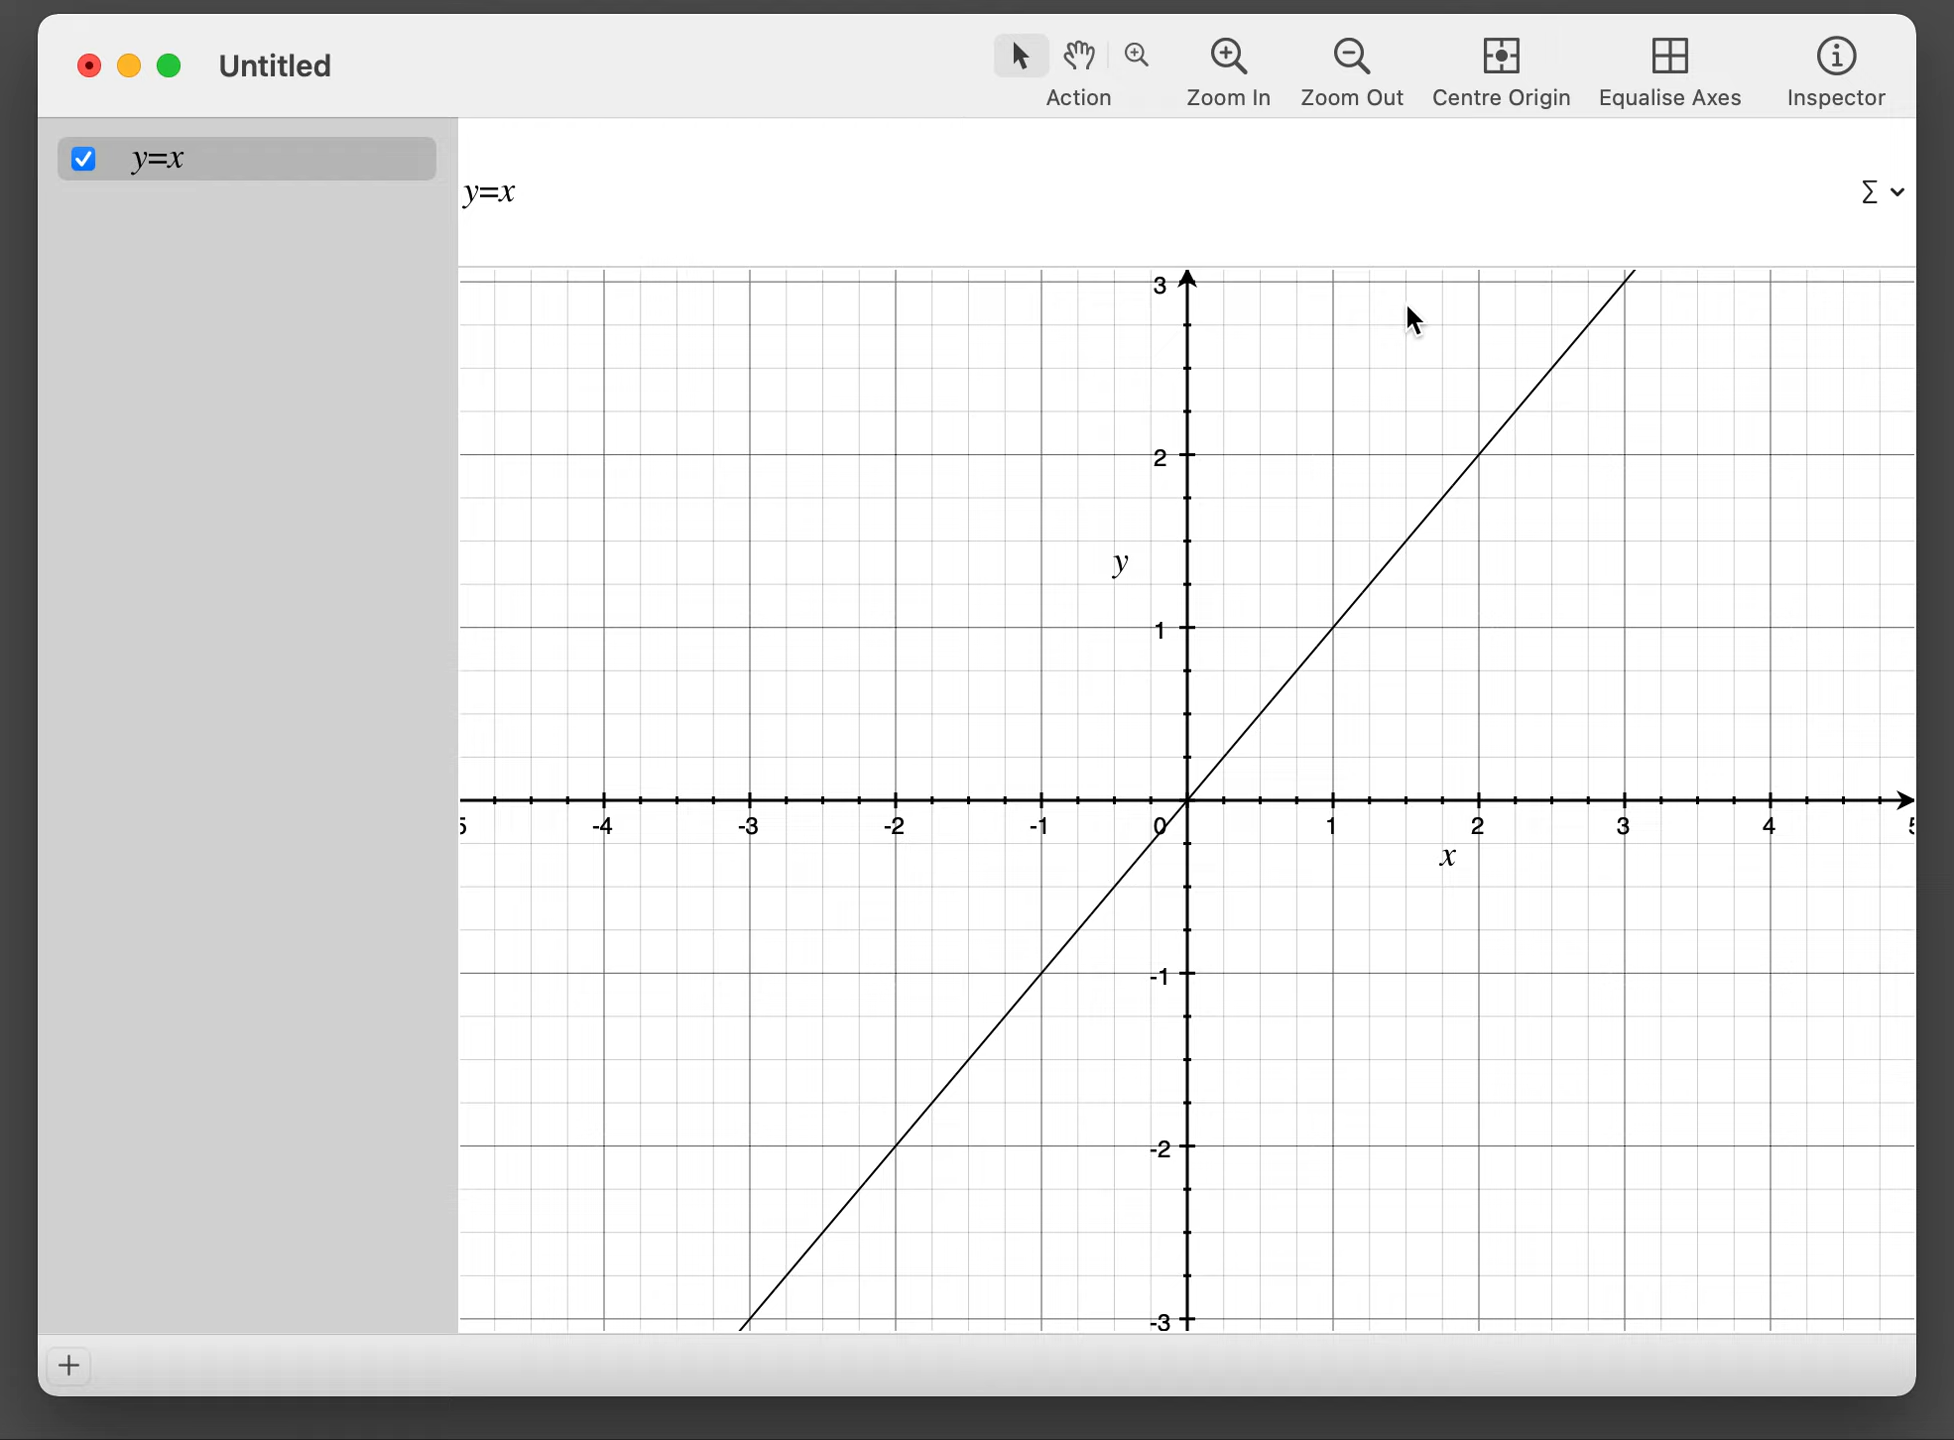 Untitled
Action
Zoom In
Zoom Out
Centre Origin
Equalise Axes
Inspector
y=x
y=x
Σ
3
2
y
1
5
-4
-3
-2
-1
0
1
2
3
4
x
-1
-2
-3